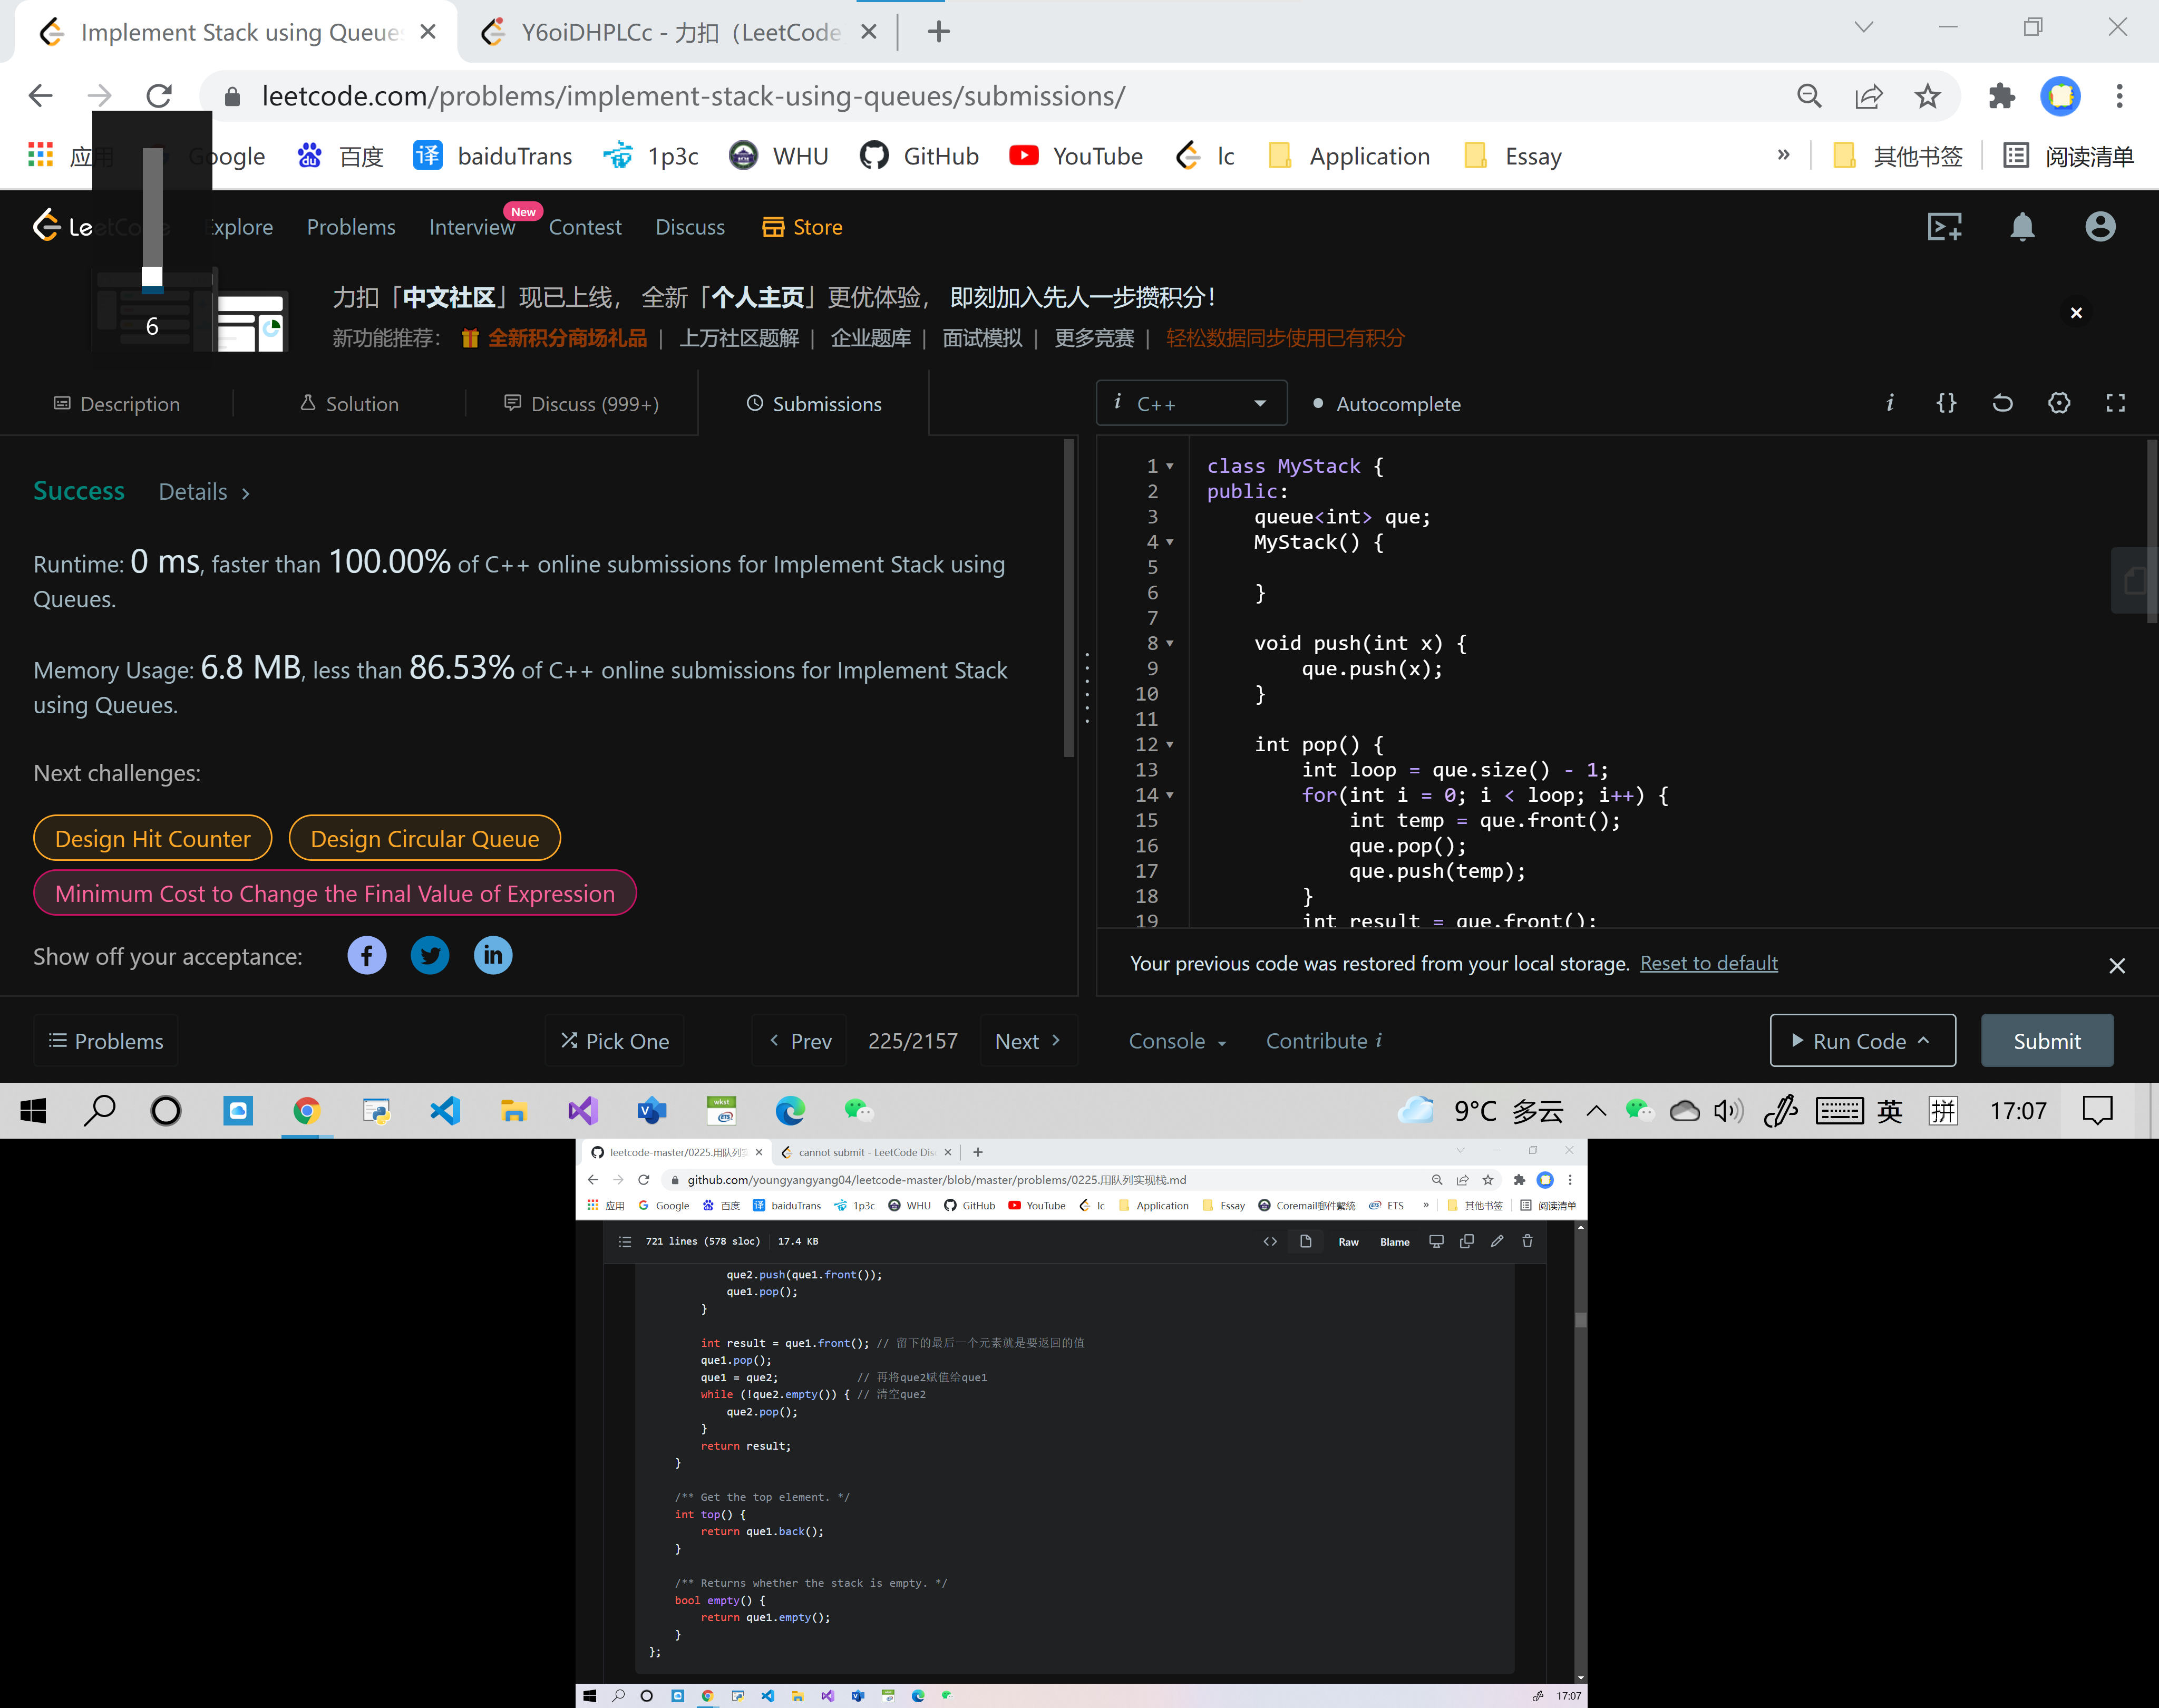 Implement Stack using Queue
Y6oiDHPLCc - 力扣（LeetCode
leetcode.com/problems/implement-stack-using-queues/submissions/
应用
Google
百度
译 baiduTrans
1p3c
WHU
GitHub
YouTube
lc
Application
Essay
»
其他书签
阅读清单
LeetCode
Explore
Problems
Interview
New
Contest
Discuss
Store
6
力扣「中文社区」现已上线， 全新「个人主页」更优体验， 即刻加入先人一步攒积分！
新功能推荐： 全新积分商场礼品 | 上万社区题解 | 企业题库 | 面试模拟 | 更多竞赛 | 轻松数据同步使用已有积分
Description
Solution
Discuss (999+)
Submissions
i C++
Autocomplete
i {}
Success Details ›
Runtime: 0 ms, faster than 100.00% of C++ online submissions for Implement Stack using
Queues.
Memory Usage: 6.8 MB, less than 86.53% of C++ online submissions for Implement Stack
using Queues.
Next challenges:
Design Hit Counter
Design Circular Queue
Minimum Cost to Change the Final Value of Expression
Show off your acceptance:
1 class MyStack {
2 public:
3 queue<int> que;
4 MyStack() {
5
6 }
7
8 void push(int x) {
9 que.push(x);
10 }
11
12 int pop() {
13 int loop = que.size() - 1;
14 for(int i = 0; i < loop; i++) {
15 int temp = que.front();
16 que.pop();
17 que.push(temp);
18 }
19 int result = que.front();
Your previous code was restored from your local storage. Reset to default
Problems
Pick One
‹ Prev
225/2157
Next ›
Console
Contribute i
Run Code
Submit
9°C 多云
英
拼
17:07
leetcode-master/0225.用队列实
cannot submit - LeetCode Dis
github.com/youngyangyang04/leetcode-master/blob/master/problems/0225.用队列实现栈.md
应用
Google
百度
译 baiduTrans
1p3c
WHU
GitHub
YouTube
lc
Application
Essay
Coremail郵件繫統
ETS
»
其他书签
阅读清单
721 lines (578 sloc) 17.4 KB
Raw
Blame
que2.push(que1.front());
que1.pop();
}
int result = que1.front(); // 留下的最后一个元素就是要返回的值
que1.pop();
que1 = que2; // 再将que2赋值给que1
while (!que2.empty()) { // 清空que2
que2.pop();
}
return result;
}
/** Get the top element. */
int top() {
return que1.back();
}
/** Returns whether the stack is empty. */
bool empty() {
return que1.empty();
}
};
17:07